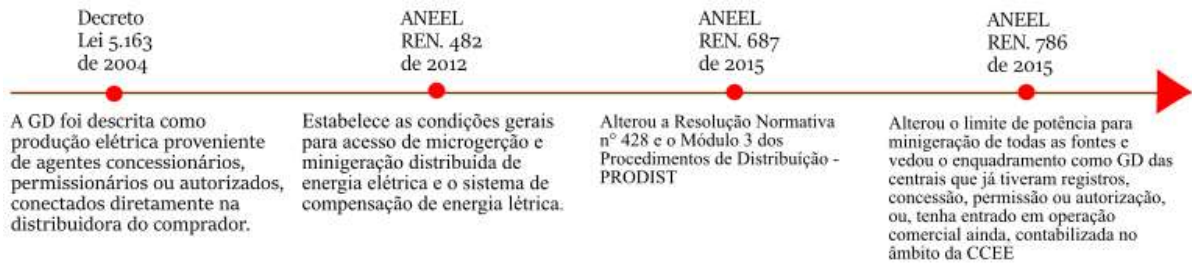 Decreto
Lei 5.163
de 2004
ANEEL
REN. 482
de 2012
ANEEL
REN. 687
de 2015
ANEEL
REN. 786
de 2015
A GD foi descrita como
produção elétrica proveniente
de agentes concessionários,
permissionários ou autorizados,
conectados diretamente na
distribuidora do comprador.
Estabelece as condições gerais
para acesso de microgerção e
minigeração distribuída de
energia elétrica e o sistema de
compensação de energia létrica.
Alterou a Resolução Normativa
n° 428 e o Módulo 3 dos
Procedimentos de Distribuíção -
PRODIST
Alterou o limite de potência para
minigeração de todas as fontes e
vedou o enquadramento como GD das
centrais que já tiveram registros,
concessão, permissão ou autorização,
ou, tenha entrado em operação
comercial ainda, contabilizada no
âmbito da CCEE